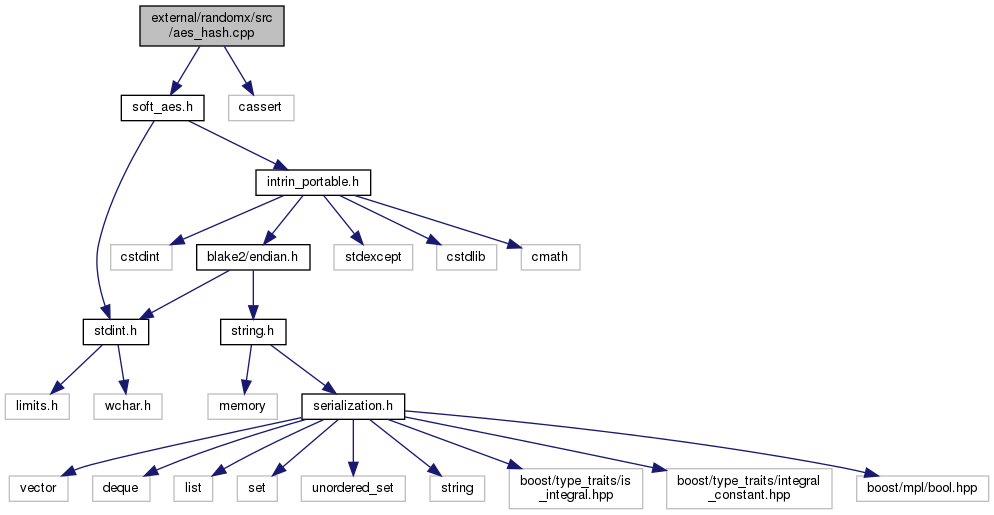 external/randomx/src
/aes_hash.cpp
soft_aes.h
cassert
intrin_portable.h
cstdint
blake2/endian.h
stdexcept
cstdlib
cmath
stdint.h
string.h
limits.h
wchar.h
memory
serialization.h
vector
deque
list
set
unordered_set
string
boost/type_traits/is
_integral.hpp
boost/type_traits/integral
_constant.hpp
boost/mpl/bool.hpp